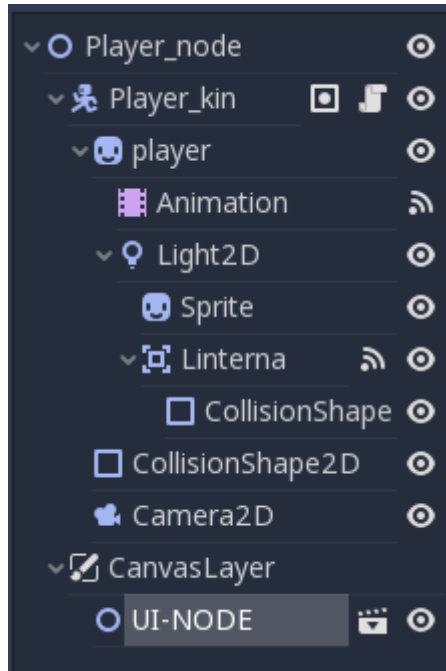 Player_node
Player_kin
player
Animation
Light2D
Sprite
Linterna
CollisionShape
CollisionShape2D
Camera2D
CanvasLayer
UI-NODE